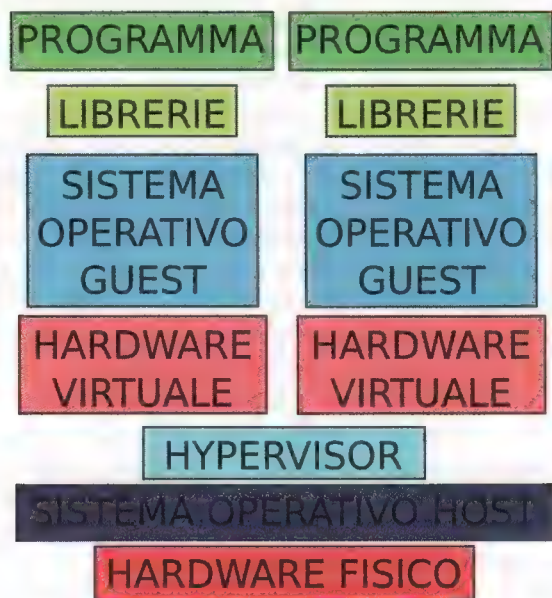 PROGRAMMA PROGRAMMA
LIBRERIE LIBRERIE
SISTEMA SISTEMA
OPERATIVO OPERATIVO
GUEST GUEST
HARDWARE HARDWARE
VIRTUALE VIRTUALE
HYPERVISOR
SISTEMA OPERATIVO HOST
HARDWARE FISICO